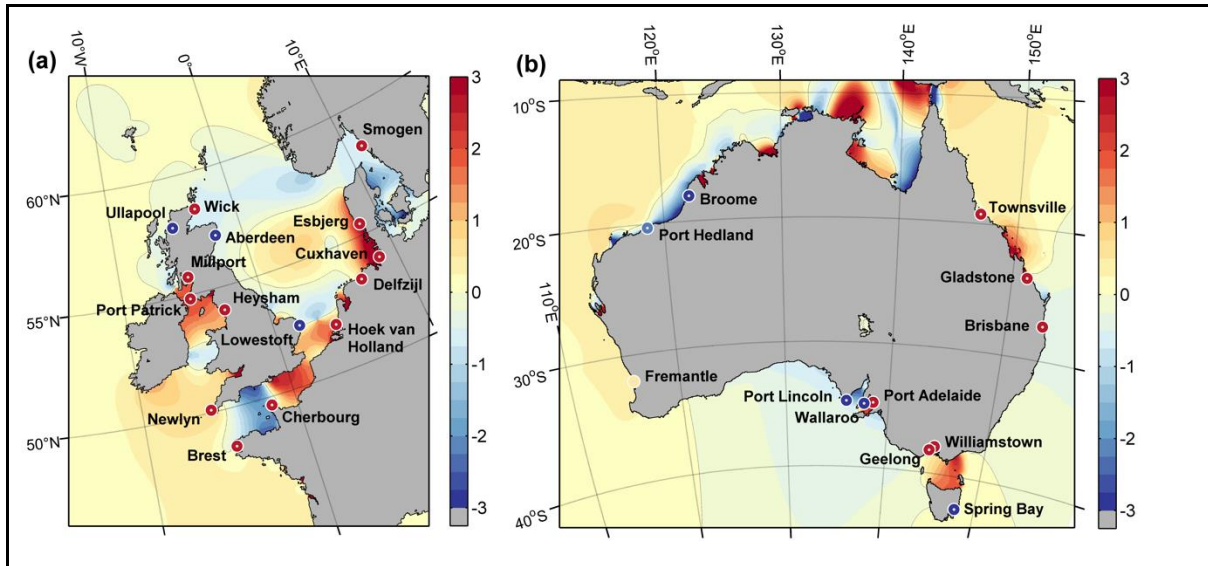 (a)
10°W
0°
10°E
60°N
55°N
50°N
Smogen
Ullapool
Wick
Aberdeen
Esbjerg
Cuxhaven
Millport
Delfzijl
Port Patrick
Heysham
Lowestoft
Hoek van
Holland
Newlyn
Cherbourg
Brest
3
2
1
0
-1
-2
-3
(b)
120°E
130°E
140°E
150°E
10°S
20°S
110°E
30°S
40°S
Broome
Port Hedland
Townsville
Gladstone
Brisbane
Fremantle
Port Lincoln
Port Adelaide
Wallaroo
Williamstown
Geelong
Spring Bay
3
2
1
0
-1
-2
-3